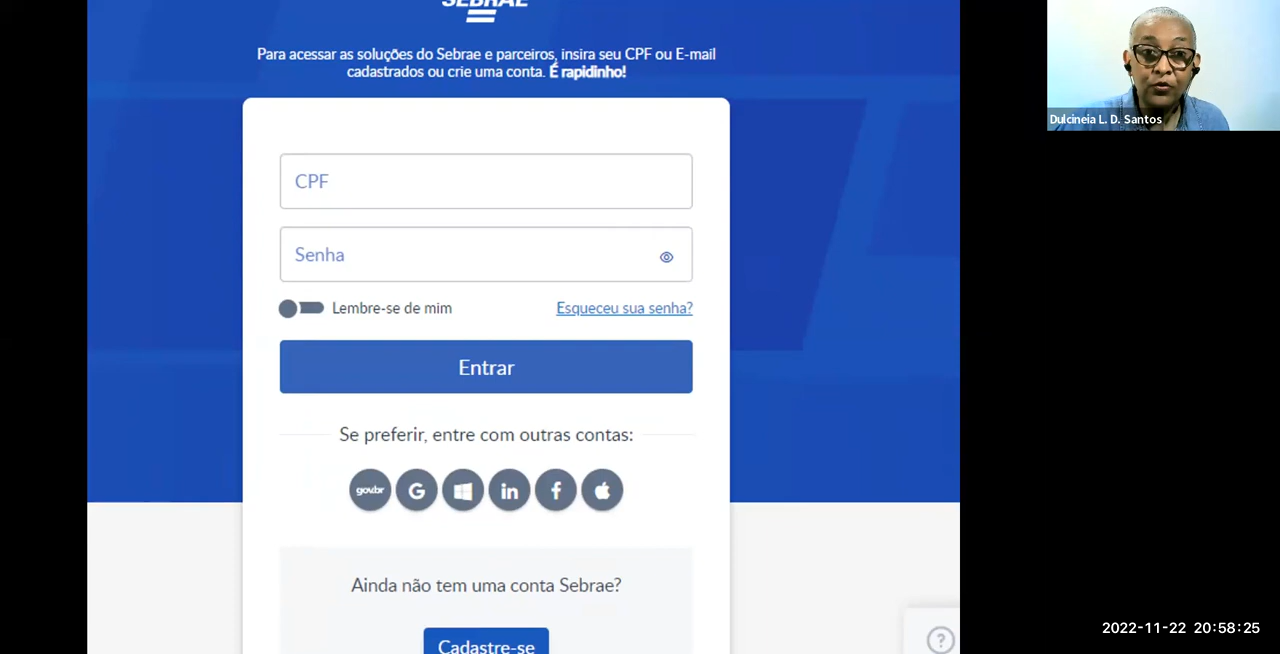 SEBRAE
Para acessar as soluções do Sebrae e parceiros, insira seu CPF ou E-mail
cadastrados ou crie uma conta. É rapidinho!
Dulcineia L. D. Santos
CPF
Senha
Lembre-se de mim
Esqueceu sua senha?
Entrar
Se preferir, entre com outras contas:
gov.br
G
in
f
Ainda não tem uma conta Sebrae?
Cadastre-se
?
2022-11-22 20:58:25